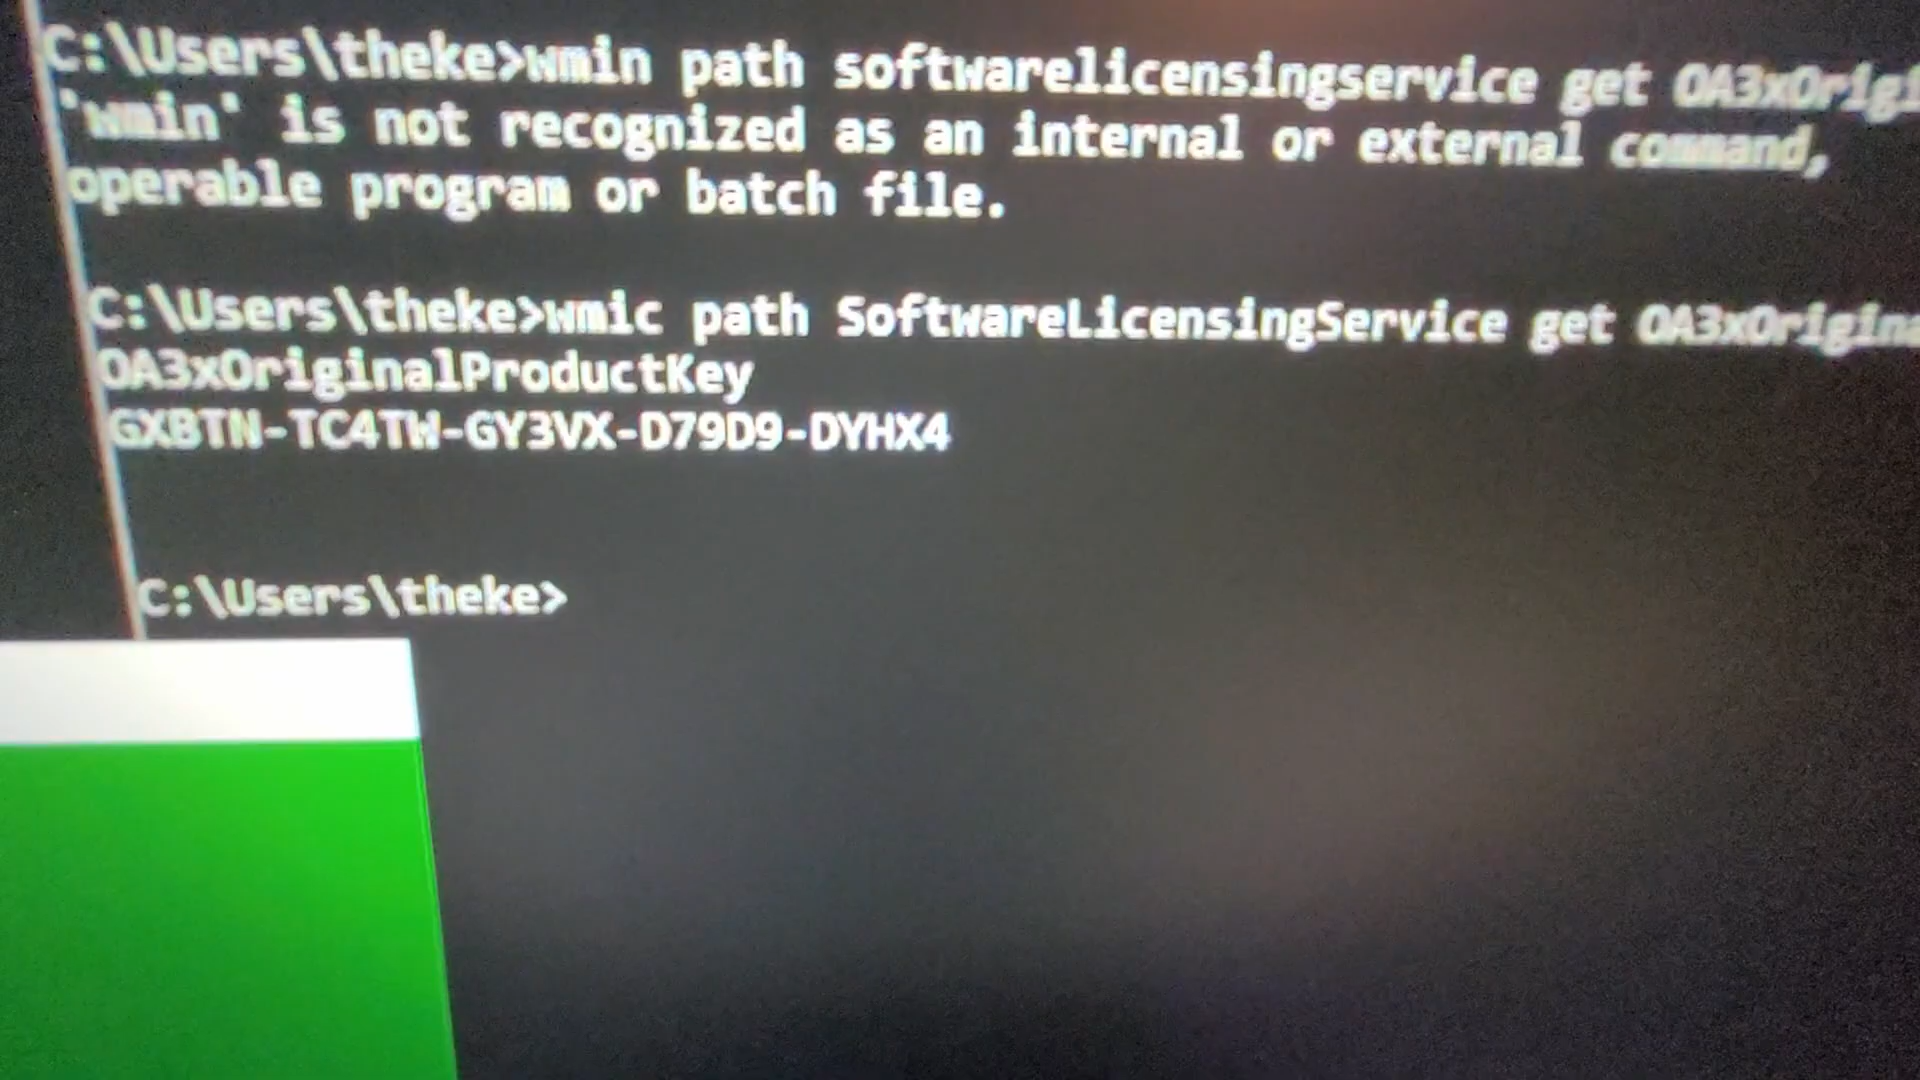 C:\Users\theke>wmin path softwarelicensingservice get OA3xOrigi
'wmin' is not recognized as an internal or external command,
operable program or batch file.
C:\Users\theke>wmic path SoftwareLicensingService get OA3xOrigina
OA3xOriginalProductKey
GXBTN-TC4TW-GY3VX-D79D9-DYHX4
C:\Users\theke>